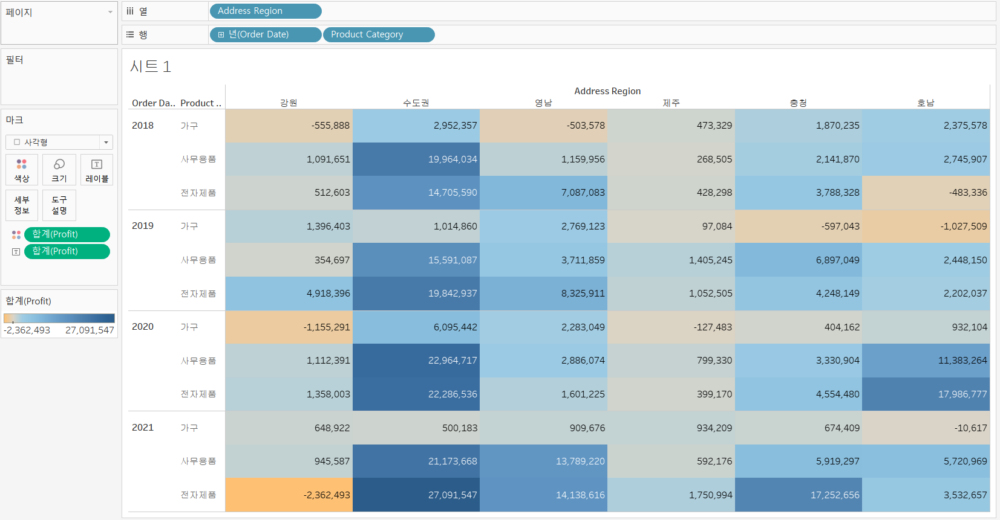 페이지
열 Address Region
행 년(Order Date) Product Category
필터
마크
사각형
색상 크기 레이블
세부 정보 도구 설명
합계(Profit)
합계(Profit)
합계(Profit)
-2,362,493 27,091,547
시트 1
Address Region
Order Da.. Product .. 강원 수도권 영남 제주 충청 호남
2018 가구 -555,888 2,952,357 -503,578 473,329 1,870,235 2,375,578
사무용품 1,091,651 19,964,034 1,159,956 268,505 2,141,870 2,745,907
전자제품 512,603 14,705,590 7,087,083 428,298 3,788,328 -483,336
2019 가구 1,396,403 1,014,860 2,769,123 97,084 -597,043 -1,027,509
사무용품 354,697 15,591,087 3,711,859 1,405,245 6,897,049 2,448,150
전자제품 4,918,396 19,842,937 8,325,911 1,052,505 4,248,149 2,202,037
2020 가구 -1,155,291 6,095,442 2,283,049 -127,483 404,162 932,104
사무용품 1,112,391 22,964,717 2,886,074 799,330 3,330,904 11,383,264
전자제품 1,358,003 22,286,536 1,601,225 399,170 4,554,480 17,986,777
2021 가구 648,922 500,183 909,676 934,209 674,409 -10,617
사무용품 945,587 21,173,668 13,789,220 592,176 5,919,297 5,720,969
전자제품 -2,362,493 27,091,547 14,138,616 1,750,994 17,252,656 3,532,657